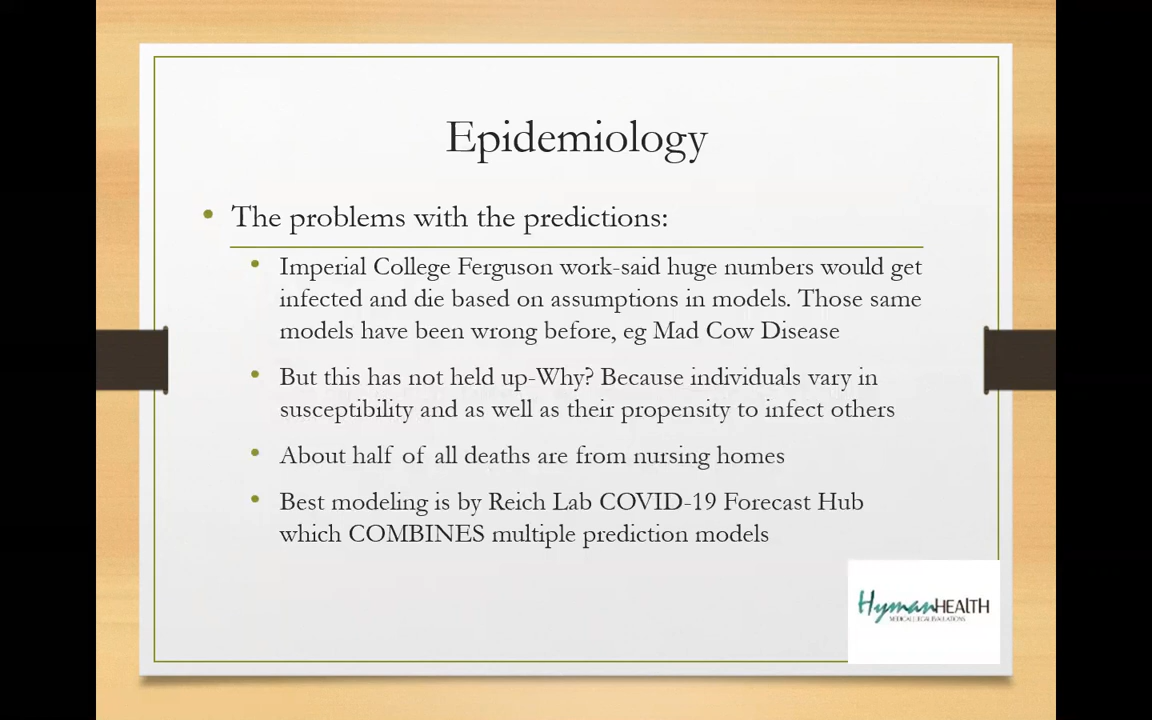 Epidemiology
• The problems with the predictions:
• Imperial College Ferguson work-said huge numbers would get
infected and die based on assumptions in models. Those same
models have been wrong before, eg Mad Cow Disease
• But this has not held up-Why? Because individuals vary in
susceptibility and as well as their propensity to infect others
• About half of all deaths are from nursing homes
• Best modeling is by Reich Lab COVID-19 Forecast Hub
which COMBINES multiple prediction models
HymanHEALTH